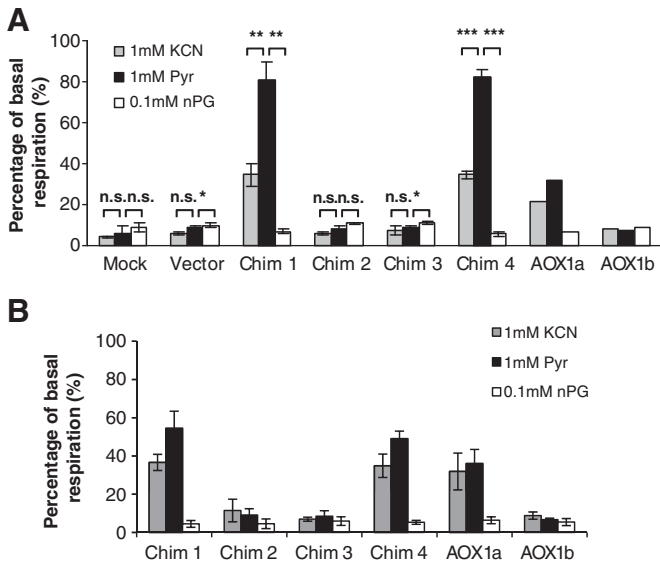 A
Percentage of basal
respiration (%)
100
80
60
40
20
0
1mM KCN
1mM Pyr
0.1mM nPG
n.s. n.s.
n.s. *
** **
n.s. n.s.
n.s. *
*** ***
Mock Vector Chim 1 Chim 2 Chim 3 Chim 4 AOX1a AOX1b
B
Percentage of basal
respiration (%)
100
80
60
40
20
0
1mM KCN
1mM Pyr
0.1mM nPG
Chim 1 Chim 2 Chim 3 Chim 4 AOX1a AOX1b